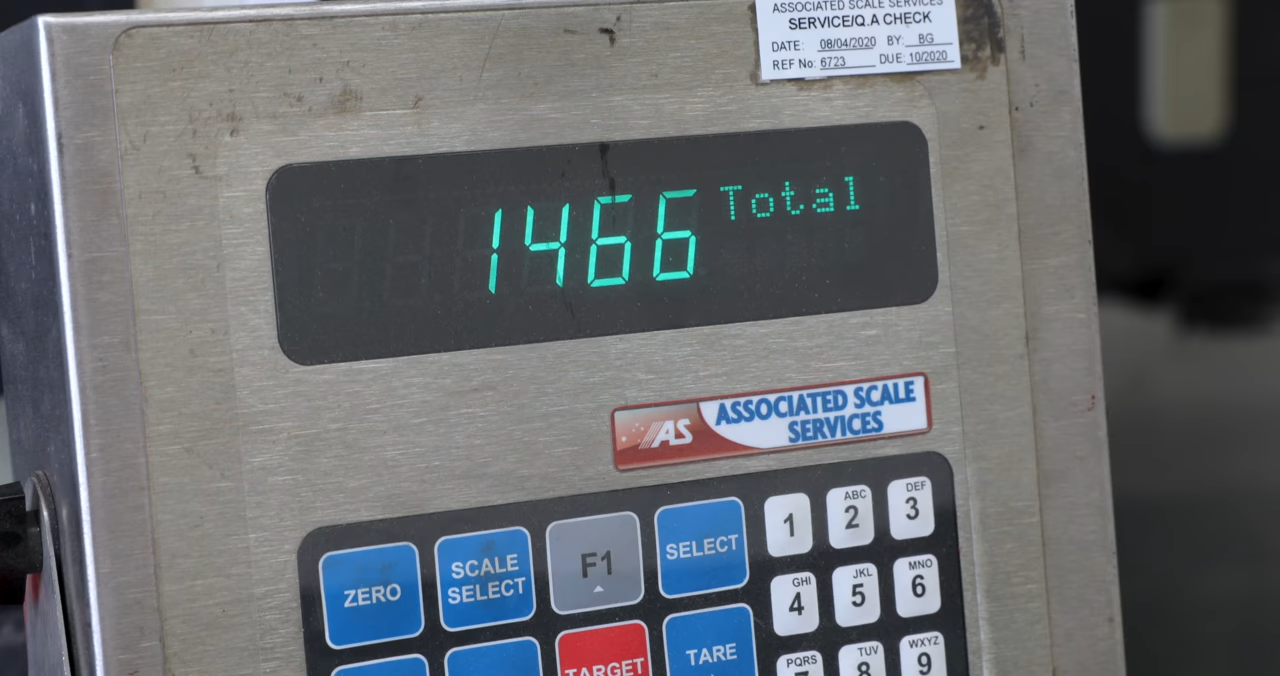 ASSOCIATED SCALE SERVICES
SERVICE/Q.A CHECK
DATE: 08/04/2020 BY: BG
REF No: 6723 DUE: 10/2020
1466 Total
AS ASSOCIATED SCALE
SERVICES
ZERO
SCALE
SELECT
F1
SELECT
1
ABC
2
DEF
3
GHI
4
JKL
5
MNO
6
TARGET
TARE
PQRS
7
TUV
8
WXYZ
9